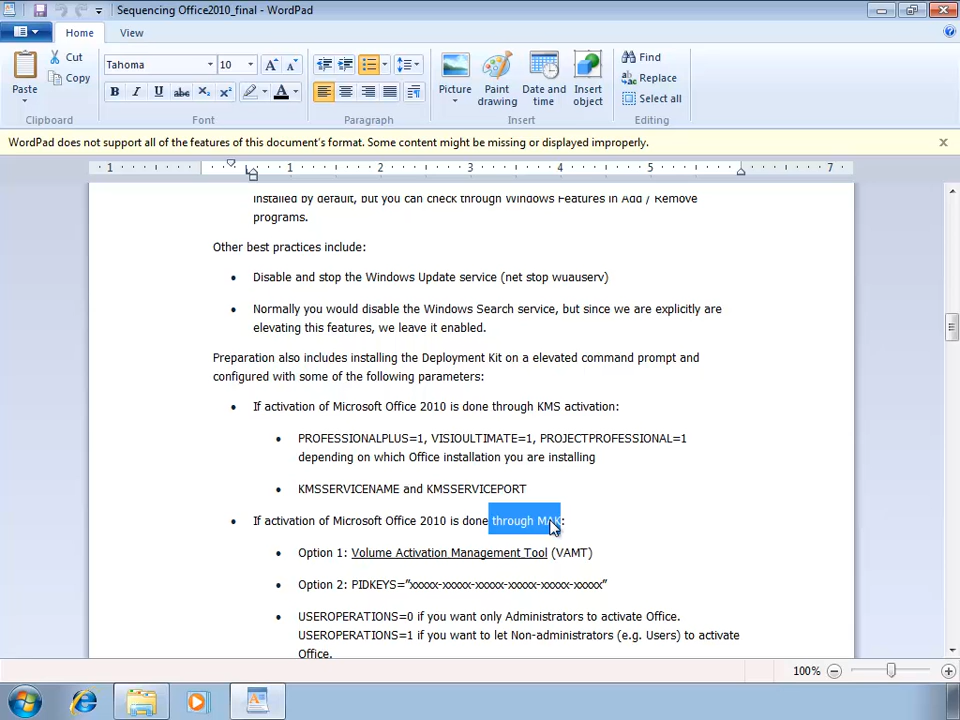 Sequencing Office2010_final - WordPad
Home
View
Cut
Copy
Paste
Clipboard
Tahoma
10
Font
Paragraph
Picture
Paint drawing
Date and time
Insert object
Insert
Find
Replace
Select all
Editing
WordPad does not support all of the features of this document's format. Some content might be missing or displayed improperly.
1 1 2 3 4 5 7
installed by default, but you can check through Windows Features in Add / Remove
programs.
Other best practices include:
Disable and stop the Windows Update service (net stop wuauserv)
Normally you would disable the Windows Search service, but since we are explicitly are
elevating this features, we leave it enabled.
Preparation also includes installing the Deployment Kit on a elevated command prompt and
configured with some of the following parameters:
If activation of Microsoft Office 2010 is done through KMS activation:
PROFESSIONALPLUS=1, VISIOULTIMATE=1, PROJECTPROFESSIONAL=1
depending on which Office installation you are installing
KMSSERVICENAME and KMSSERVICEPORT
If activation of Microsoft Office 2010 is done through MAK:
Option 1: Volume Activation Management Tool (VAMT)
Option 2: PIDKEYS="xxxxx-xxxxx-xxxxx-xxxxx-xxxxx-xxxxx"
USEROPERATIONS=0 if you want only Administrators to activate Office.
USEROPERATIONS=1 if you want to let Non-administrators (e.g. Users) to activate
Office.
100%